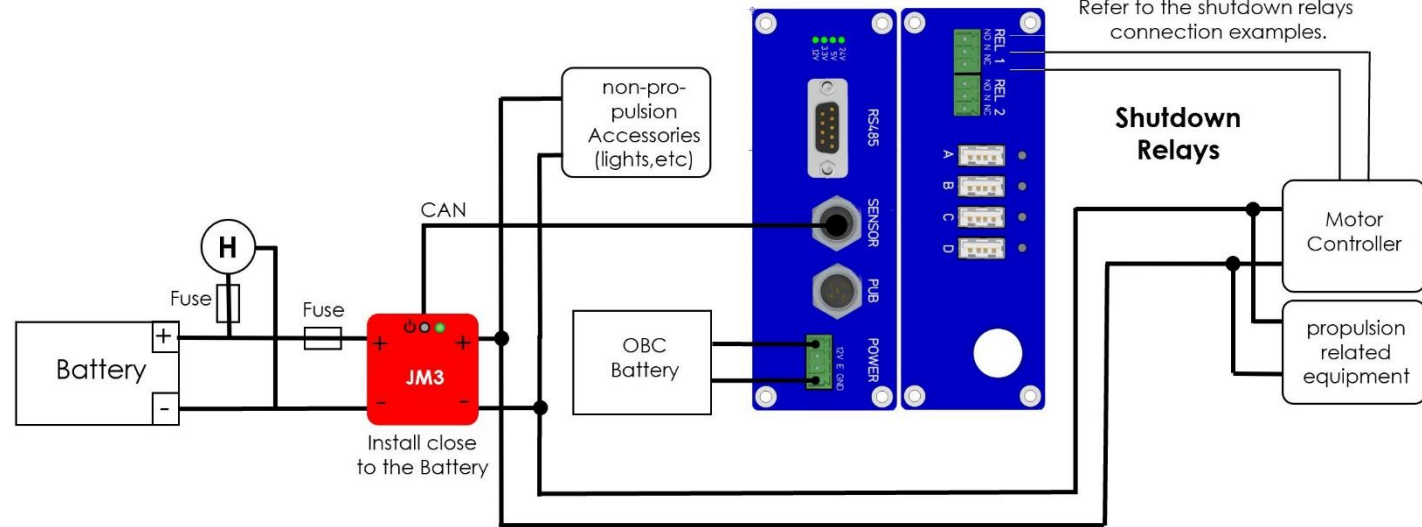 Refer to the shutdown relays
connection examples.
non-pro-
pulsion
Accessories
(lights,etc)
CAN
H
Fuse
Fuse
Battery
+
-
+
+
JM3
-
-
Install close
to the Battery
OBC
Battery
12V
3.3V
5V
24V
RS485
SENSOR
PUB
POWER
12V E GND
REL 1
NO N NC
REL 2
NO N NC
A
B
C
D
Shutdown
Relays
Motor
Controller
propulsion
related
equipment